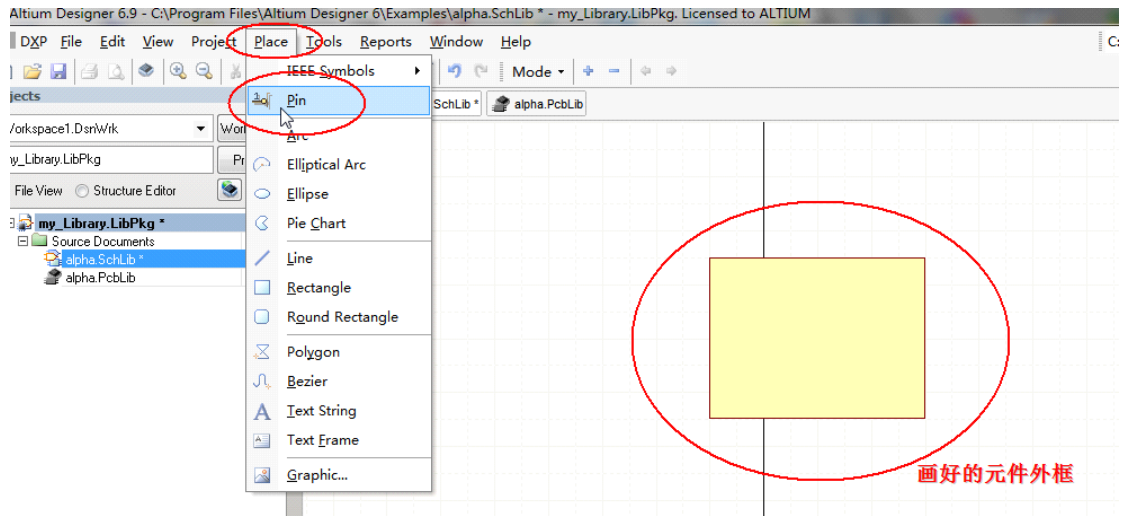 Altium Designer 6.9 - C:\Program Files\Altium Designer 6\Examples\alpha.SchLib * - my_Library.LibPkg. Licensed to ALTIUM
DXP File Edit View Project Place Tools Reports Window Help
IEEE Symbols Mode
jects
Pin
SchLib * alpha.PcbLib
/orkspace1.DsnWrk Wor
Arc
y_Library.LibPkg Pr
Elliptical Arc
File View Structure Editor
Ellipse
my_Library.LibPkg *
Pie Chart
Source Documents
alpha.SchLib *
Line
alpha.PcbLib
Rectangle
Round Rectangle
Polygon
Bezier
Text String
Text Frame
Graphic...
画好的元件外框